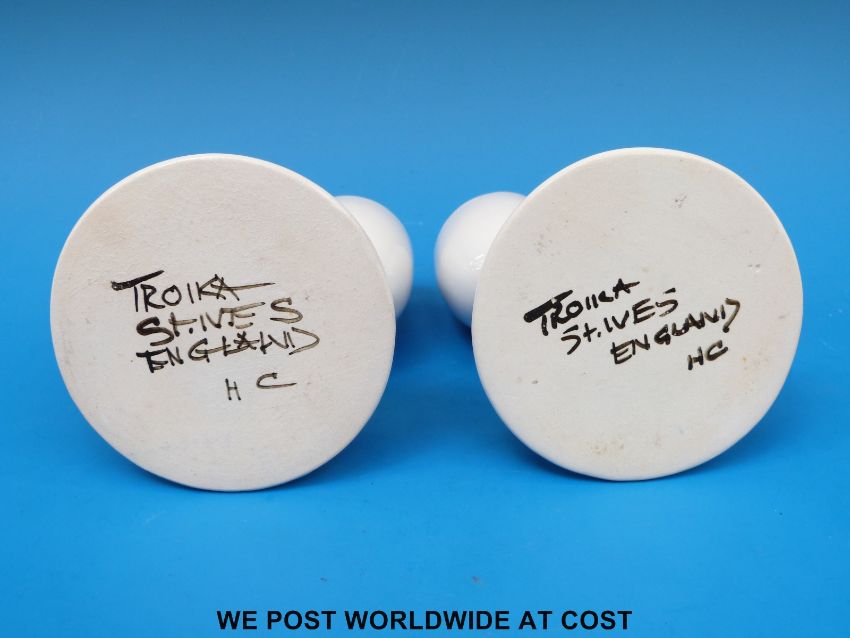 TROIKA
St.IVES
ENGLAND
H C
TROIKA
St.IVES
ENGLAND
HC
WE POST WORLDWIDE AT COST